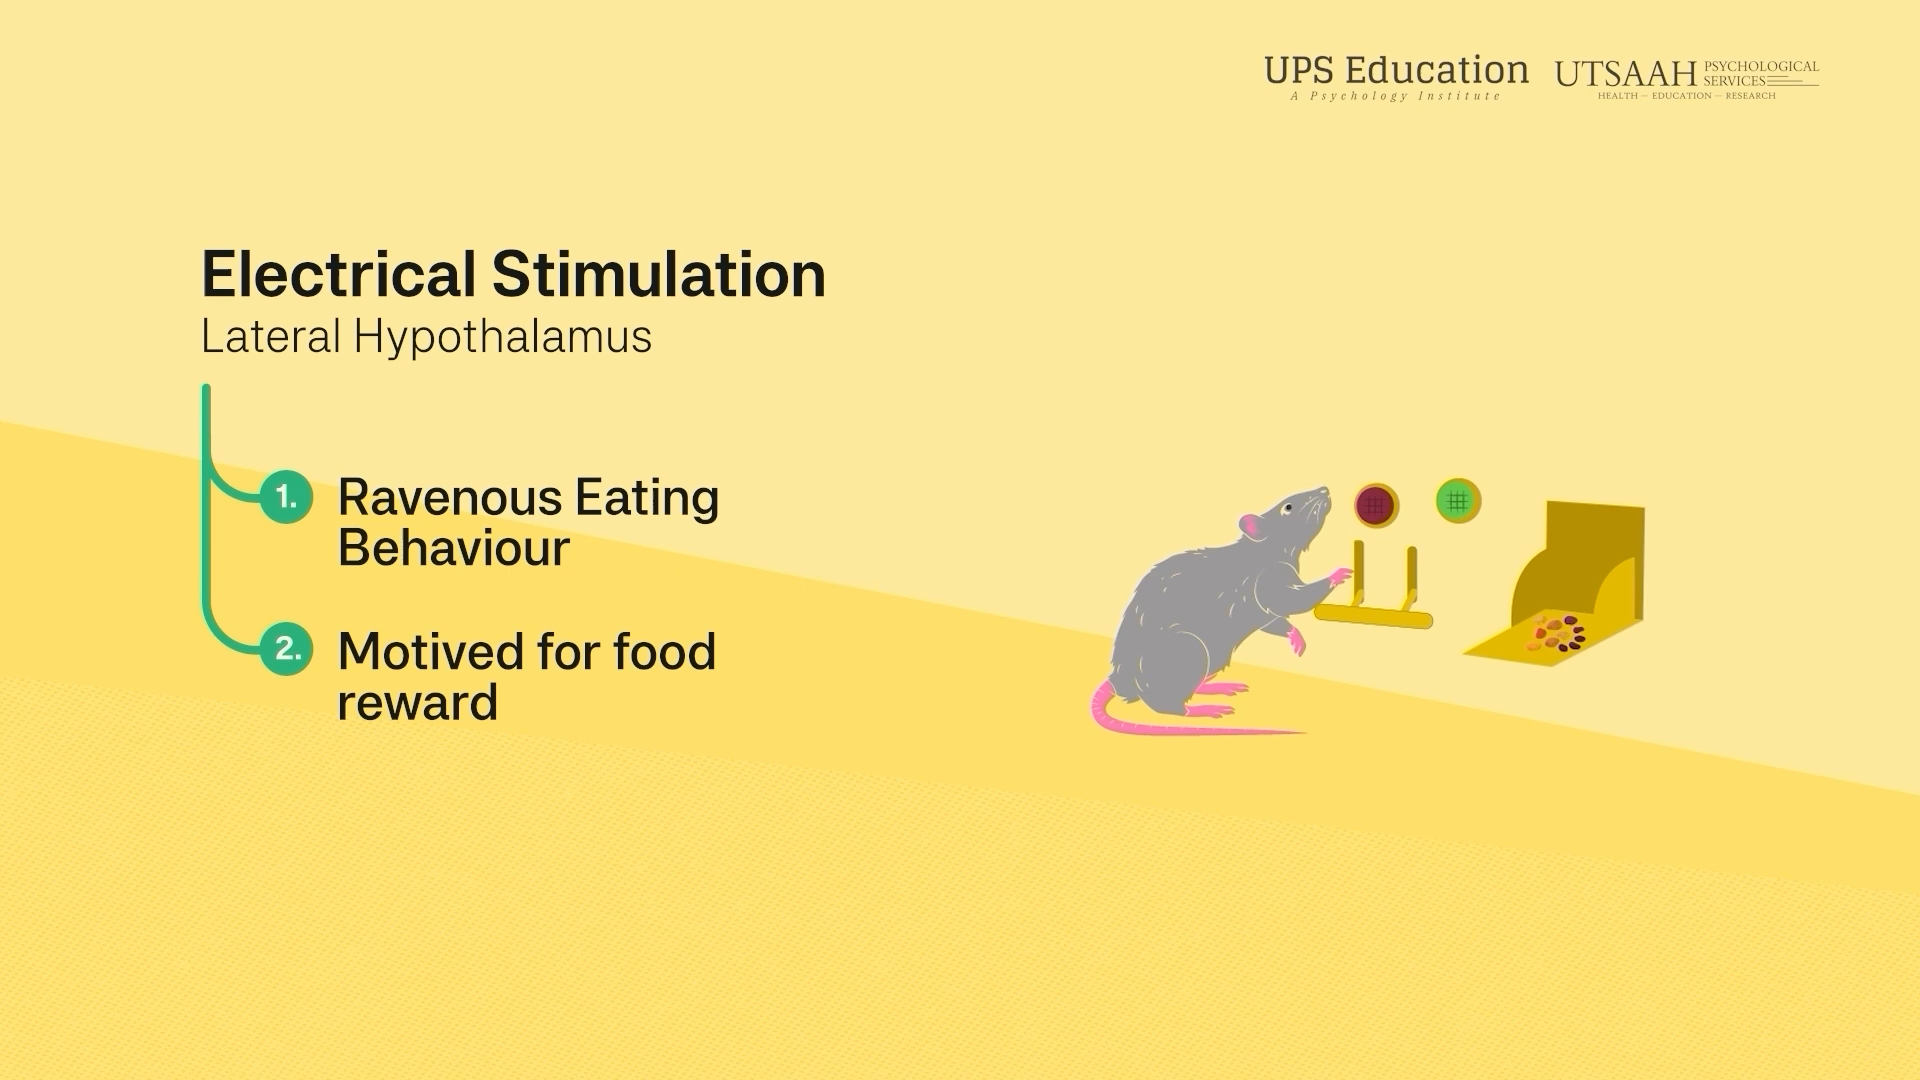 UPS Education
A Psychology Institute
UTSAAH PSYCHOLOGICAL
SERVICES
HEALTH — EDUCATION — RESEARCH
Electrical Stimulation
Lateral Hypothalamus
1. Ravenous Eating
Behaviour
2. Motived for food
reward